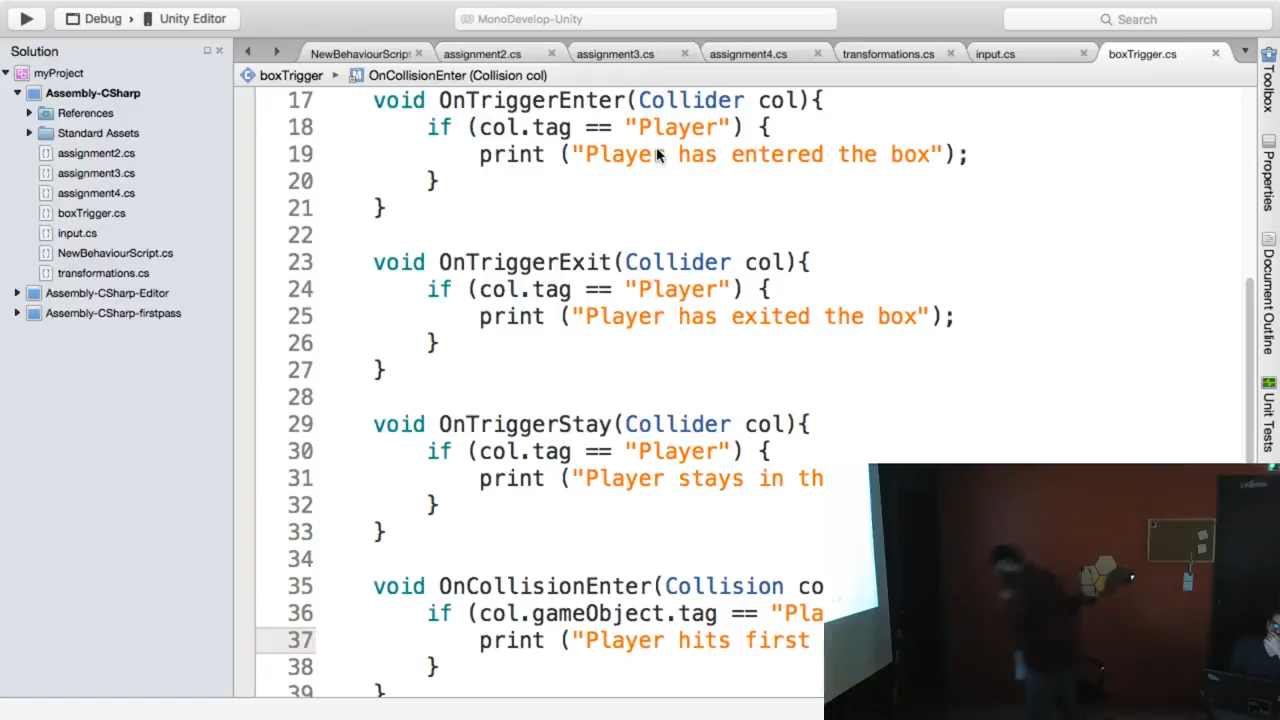 Debug
Unity Editor
MonoDevelop-Unity
Search
Solution
NewBehaviourScrip
assignment2.cs
assignment3.cs
assignment4.cs
transformations.cs
input.cs
boxTrigger.cs
myProject
boxTrigger
OnCollisionEnter (Collision col)
Assembly-CSharp
References
Standard Assets
assignment2.cs
assignment3.cs
assignment4.cs
boxTrigger.cs
input.cs
NewBehaviourScript.cs
transformations.cs
Assembly-CSharp-Editor
Assembly-CSharp-firstpass
17 void OnTriggerEnter(Collider col){
18 if (col.tag == "Player") {
19 print ("Player has entered the box");
20 }
21 }
22
23 void OnTriggerExit(Collider col){
24 if (col.tag == "Player") {
25 print ("Player has exited the box");
26 }
27 }
28
29 void OnTriggerStay(Collider col){
30 if (col.tag == "Player") {
31 print ("Player stays in th
32 }
33 }
34
35 void OnCollisionEnter(Collision co
36 if (col.gameObject.tag == "Pla
37 print ("Player hits first
38 }
39 }
Toolbox
Properties
Document Outline
Unit Tests